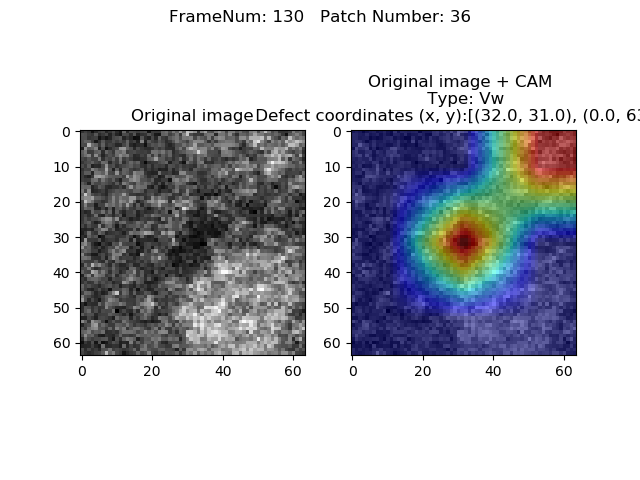 FrameNum: 130   Patch Number: 36
Original image + CAM
Type: Vw
Original image
Defect coordinates (x, y):[(32.0, 31.0), (0.0, 63
0
10
20
30
40
50
60
0 20 40 60
0
10
20
30
40
50
60
0 20 40 60